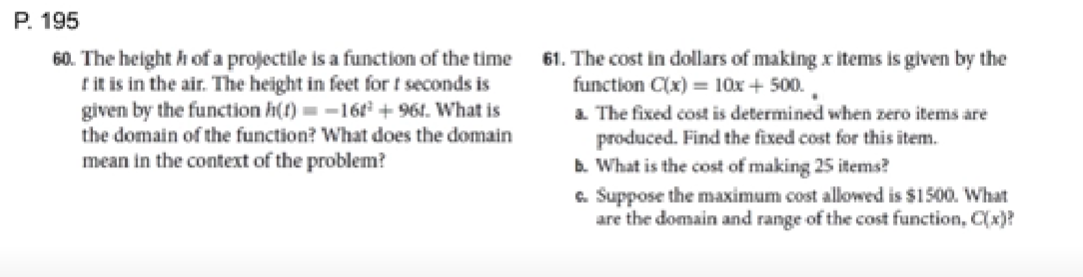 P. 195
60. The height h of a projectile is a function of the time
t it is in the air. The height in feet for t seconds is
given by the function h(t) = −16t² + 96t. What is
the domain of the function? What does the domain
mean in the context of the problem?
61. The cost in dollars of making x items is given by the
function C(x) = 10x + 500.
a. The fixed cost is determined when zero items are
produced. Find the fixed cost for this item.
b. What is the cost of making 25 items?
c. Suppose the maximum cost allowed is $1500. What
are the domain and range of the cost function, C(x)?